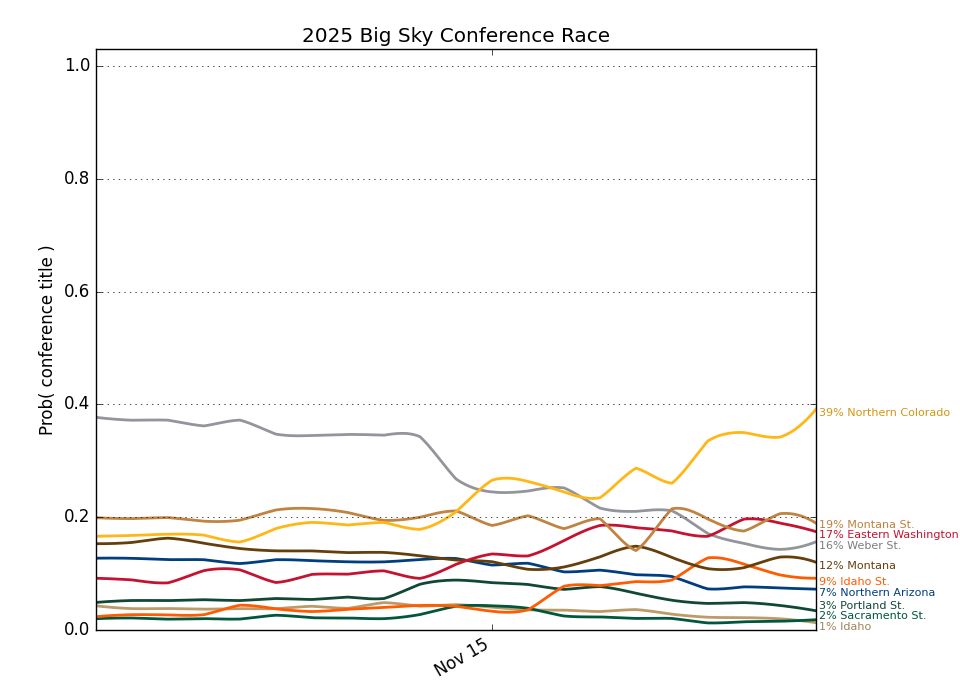 2025 Big Sky Conference Race
1.0
0.8
0.6
0.4
0.2
0.0
Prob( conference title )
Nov 15
39% Northern Colorado
19% Montana St.
17% Eastern Washington
16% Weber St.
12% Montana
9% Idaho St.
7% Northern Arizona
3% Portland St.
2% Sacramento St.
1% Idaho